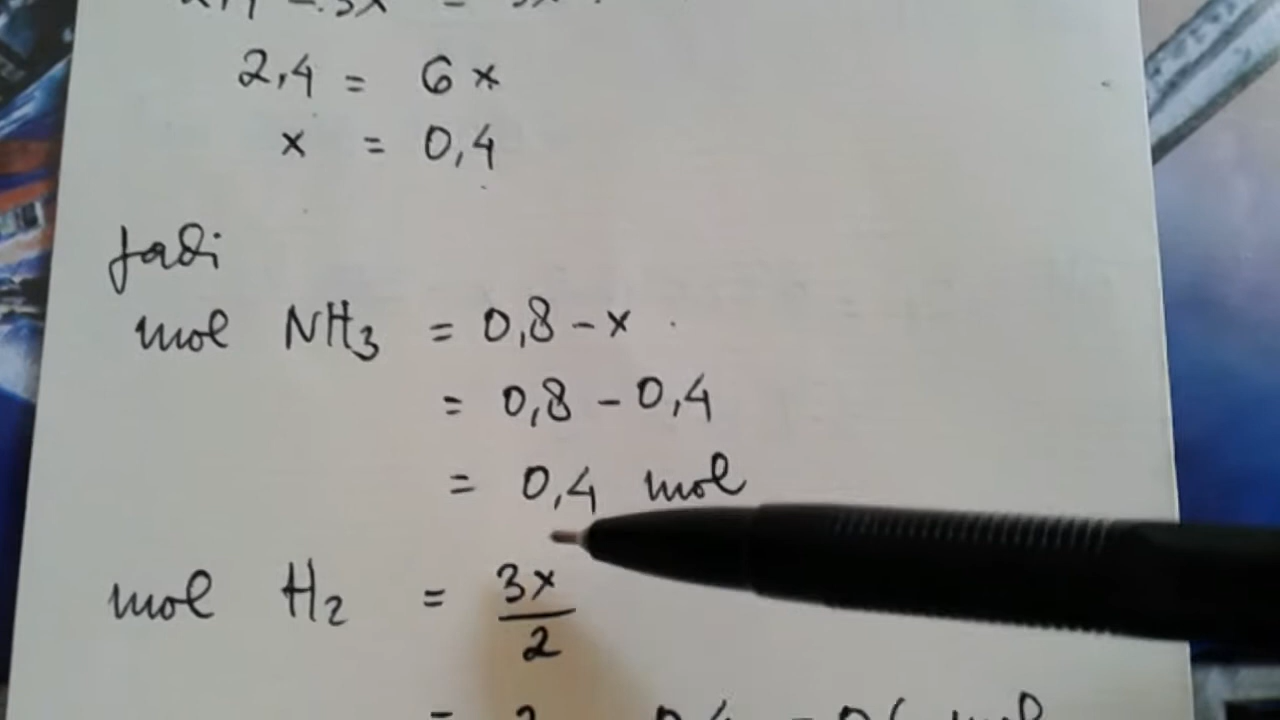 2,4 = 6x
x = 0,4
Jadi
mol NH₃ = 0,8 - x
= 0,8 - 0,4
= 0,4 mol
mol H₂ = 3x/2